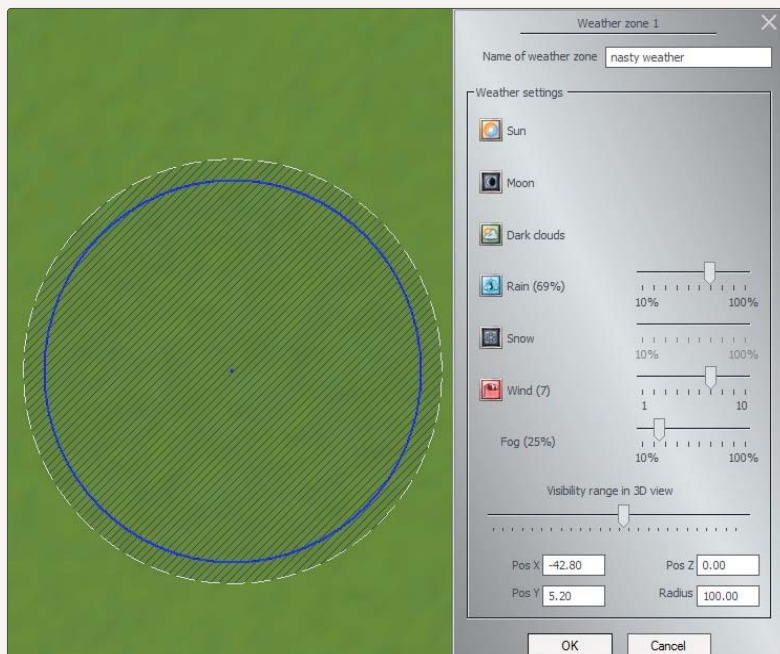 Weather zone 1
Name of weather zone nasty weather
Weather settings
Sun
Moon
Dark clouds
Rain (69%)
10% 100%
Snow
10% 100%
Wind (7)
1 10
Fog (25%)
10% 100%
Visibility range in 3D view
Pos X -42.80 Pos Z 0.00
Pos Y 5.20 Radius 100.00
OK Cancel